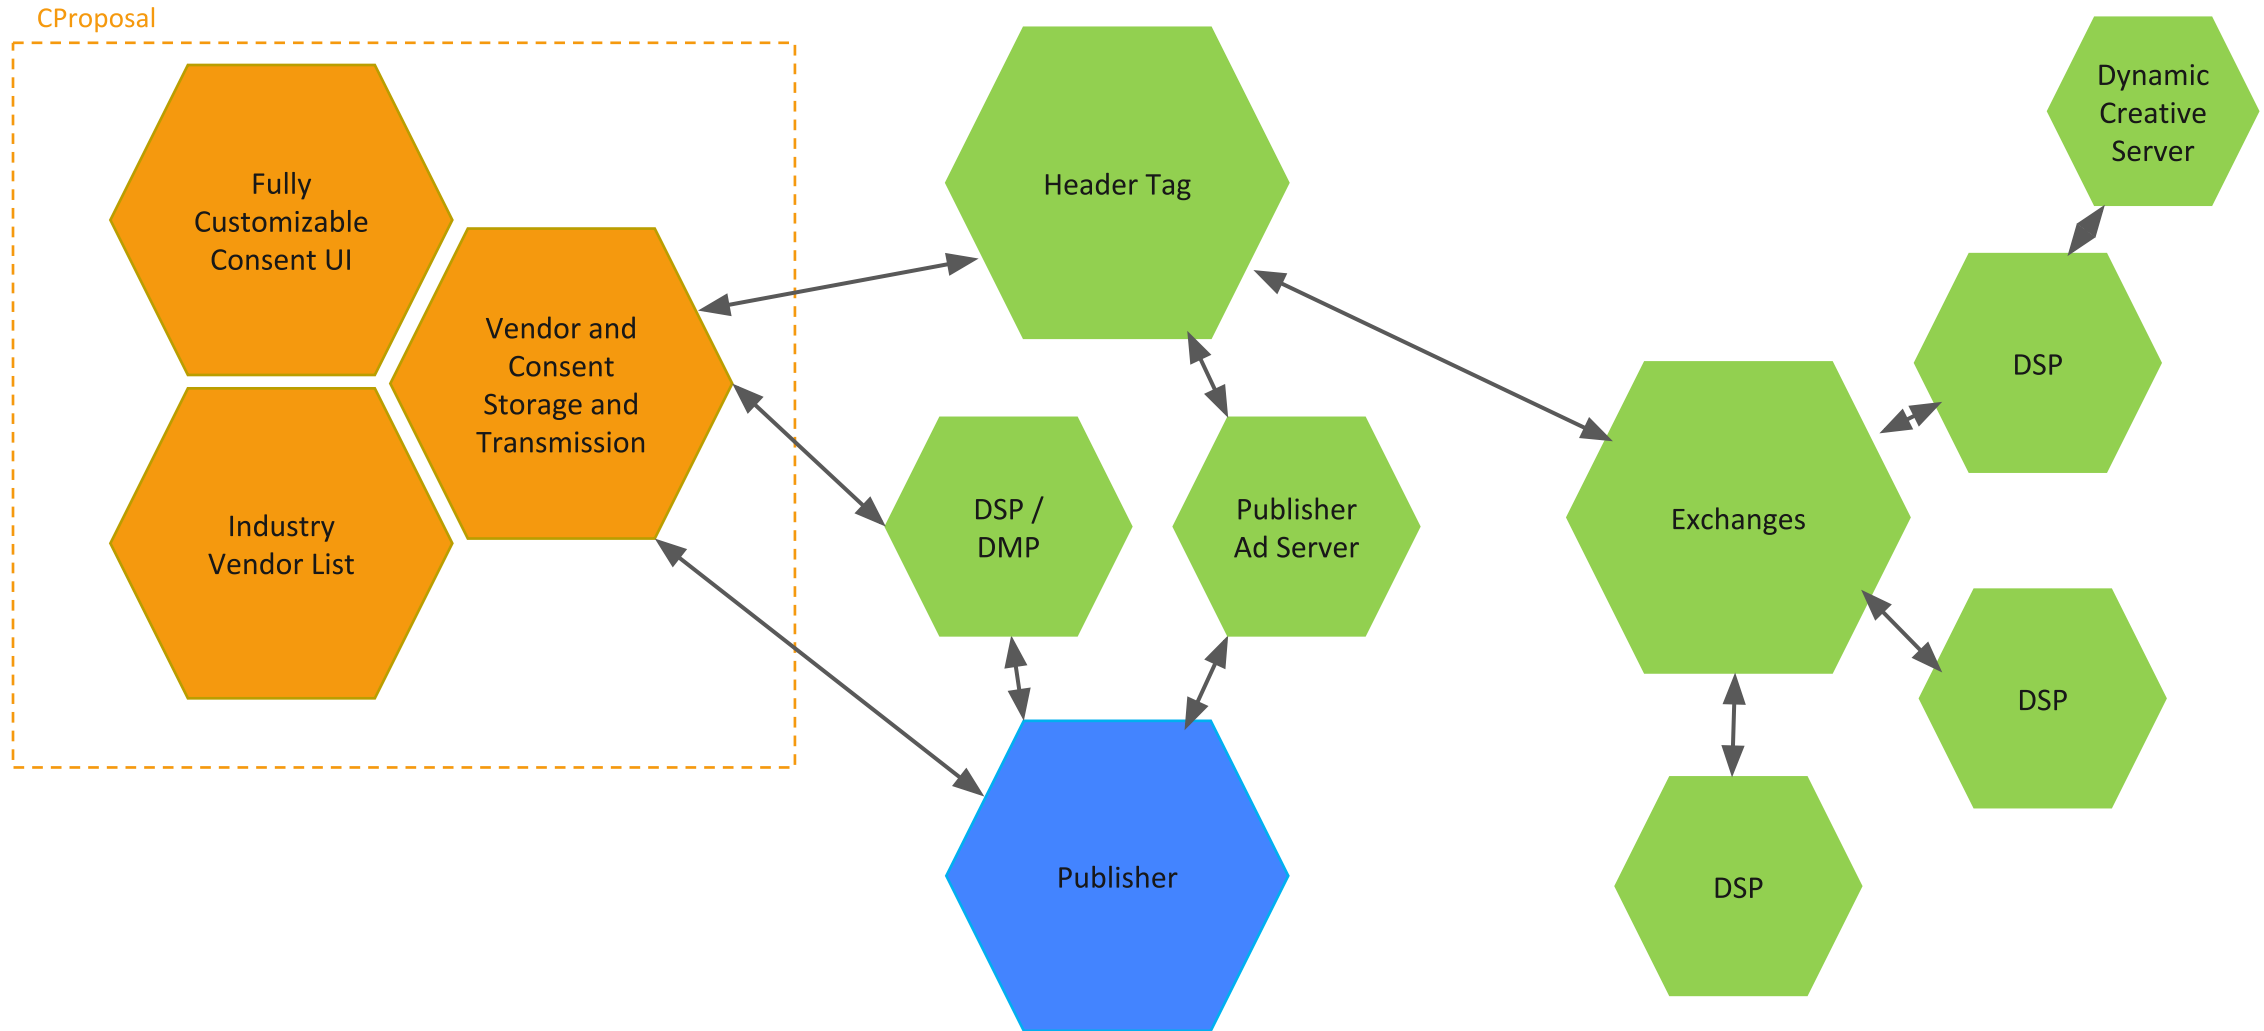 CProposal
Fully
Customizable
Consent UI
Vendor and
Consent
Storage and
Transmission
Industry
Vendor List
Header Tag
DSP /
DMP
Publisher
Ad Server
Publisher
Exchanges
Dynamic
Creative
Server
DSP
DSP
DSP